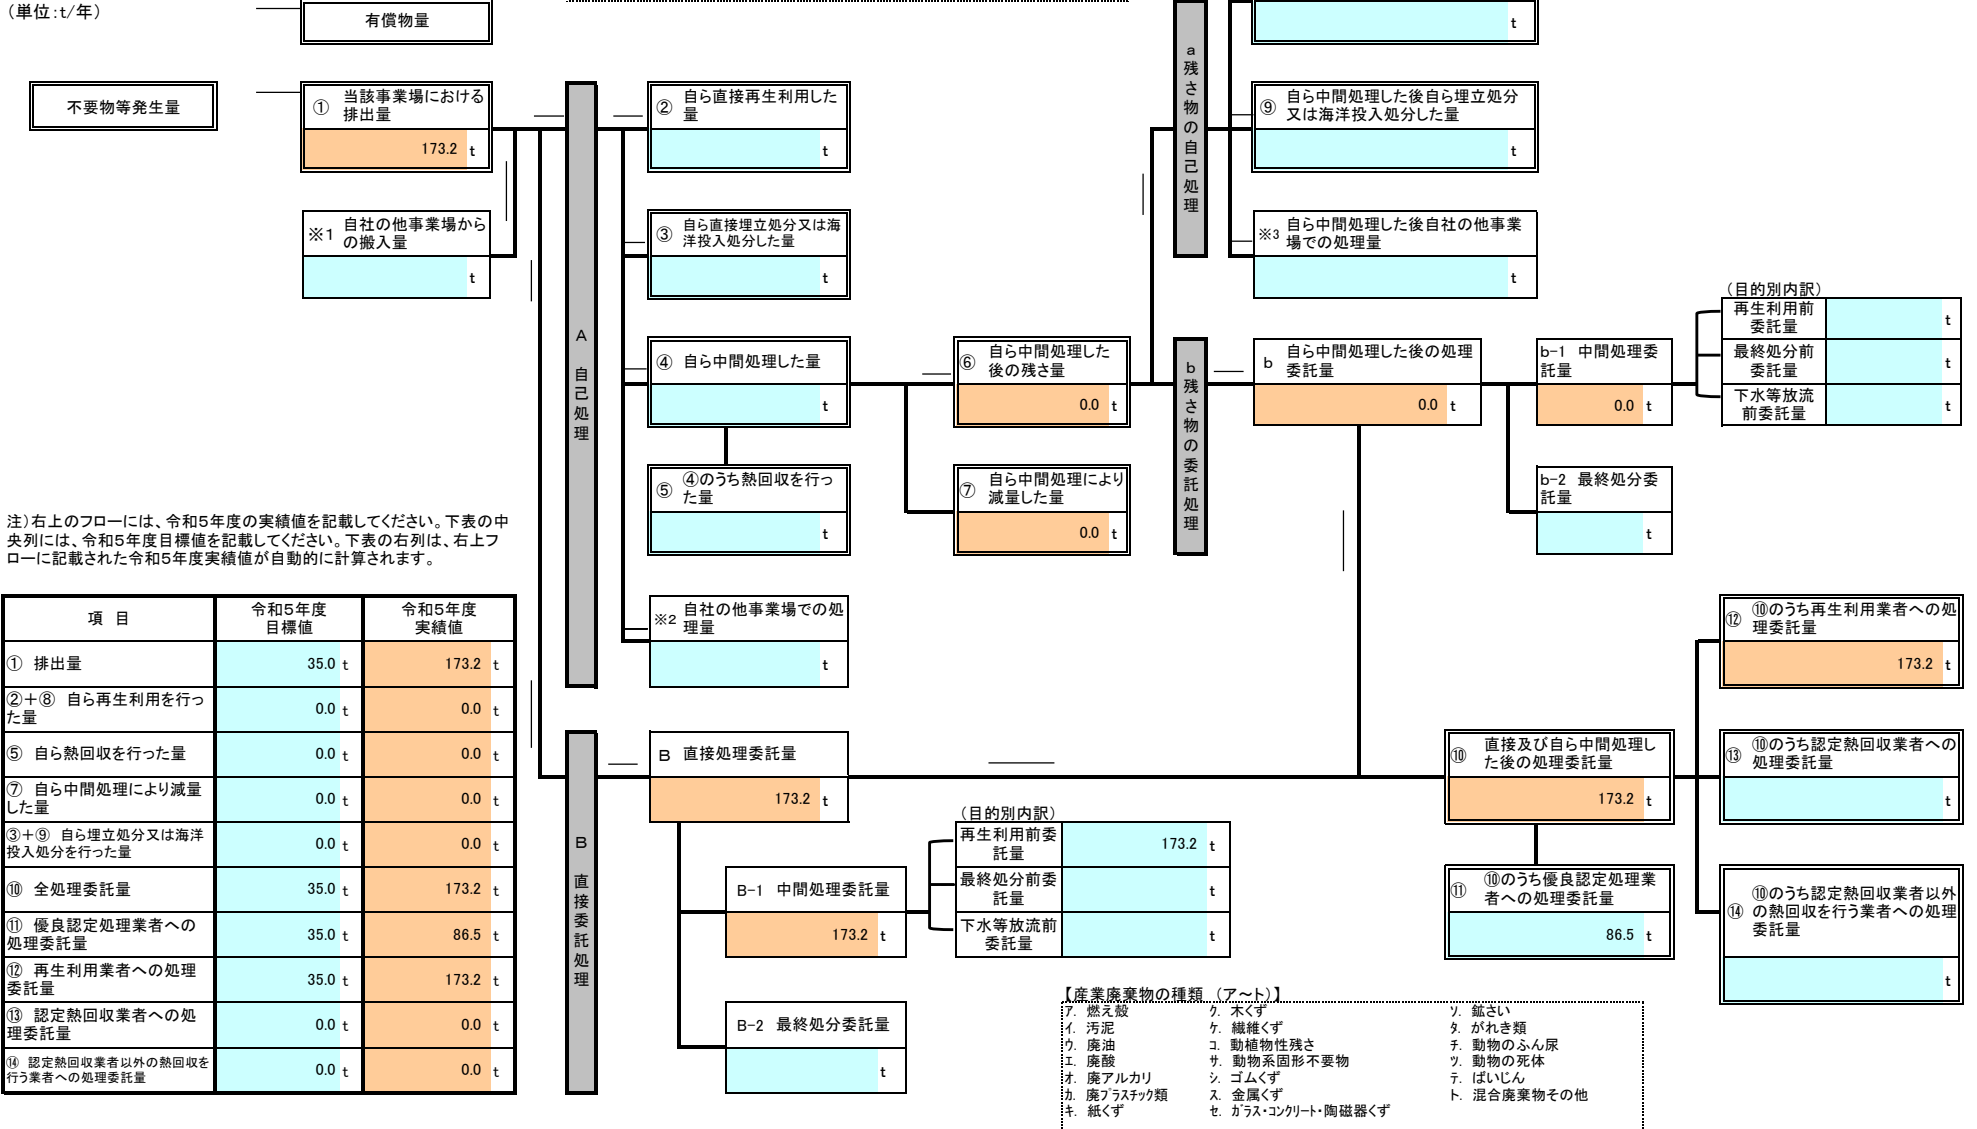 (単位:t/年)
有償物量
t
不要物等発生量
① 当該事業場における
排出量
173.2 t
※1 自社の他事業場から
の搬入量
t
A 自己処理
② 自ら直接再生利用した
量
t
③ 自ら直接埋立処分又は海
洋投入処分した量
t
④ 自ら中間処理した量
t
⑤ ④のうち熱回収を行っ
た量
t
※2 自社の他事業場での処
理量
t
⑥ 自ら中間処理した
後の残さ量
0.0 t
⑦ 自ら中間処理により
減量した量
0.0 t
a 残さ物の自己処理
⑨ 自ら中間処理した後自ら埋立処分
又は海洋投入処分した量
t
※3 自ら中間処理した後自社の他事業
場での処理量
t
b 残さ物の委託処理
b 自ら中間処理した後の処理
委託量
0.0 t
b-1 中間処理委
託量
0.0 t
b-2 最終処分委
託量
t
(目的別内訳)
再生利用前
委託量
t
最終処分前
委託量
t
下水等放流
前委託量
t
注)右上のフローには、令和5年度の実績値を記載してください。下表の中
央列には、令和5年度目標値を記載してください。下表の右列は、右上フ
ローに記載された令和5年度実績値が自動的に計算されます。
項 目
令和5年度
目標値
令和5年度
実績値
① 排出量 35.0 t 173.2 t
②+⑧ 自ら再生利用を行っ
た量 0.0 t 0.0 t
⑤ 自ら熱回収を行った量 0.0 t 0.0 t
⑦ 自ら中間処理により減量
した量 0.0 t 0.0 t
③+⑨ 自ら埋立処分又は海洋
投入処分を行った量 0.0 t 0.0 t
⑩ 全処理委託量 35.0 t 173.2 t
⑪ 優良認定処理業者への
処理委託量 35.0 t 86.5 t
⑫ 再生利用業者への処理
委託量 35.0 t 173.2 t
⑬ 認定熱回収業者への処
理委託量 0.0 t 0.0 t
⑭ 認定熱回収業者以外の熱回収を
行う業者への処理委託量 0.0 t 0.0 t
B 直接委託処理
B 直接処理委託量
173.2 t
B-1 中間処理委託量
173.2 t
B-2 最終処分委託量
t
(目的別内訳)
再生利用前委
託量
173.2 t
最終処分前委
託量
t
下水等放流前
委託量
t
⑩ 直接及び自ら中間処理し
た後の処理委託量
173.2 t
⑪ ⑩のうち優良認定処理業
者への処理委託量
86.5 t
⑫ ⑩のうち再生利用業者への処
理委託量
173.2 t
⑬ ⑩のうち認定熱回収業者への
処理委託量
t
⑭ ⑩のうち認定熱回収業者以外
の熱回収を行う業者への処理
委託量
t
【産業廃棄物の種類 (ア~ト)】
ア. 燃え殻
イ. 汚泥
ウ. 廃油
エ. 廃酸
オ. 廃アルカリ
カ. 廃プラスチック類
キ. 紙くず
ク. 木くず
ケ. 繊維くず
コ. 動植物性残さ
サ. 動物系固形不要物
シ. ゴムくず
ス. 金属くず
セ. ガラス・コンクリート・陶磁器くず
ソ. 鉱さい
タ. がれき類
チ. 動物のふん尿
ツ. 動物の死体
テ. ばいじん
ト. 混合廃棄物その他